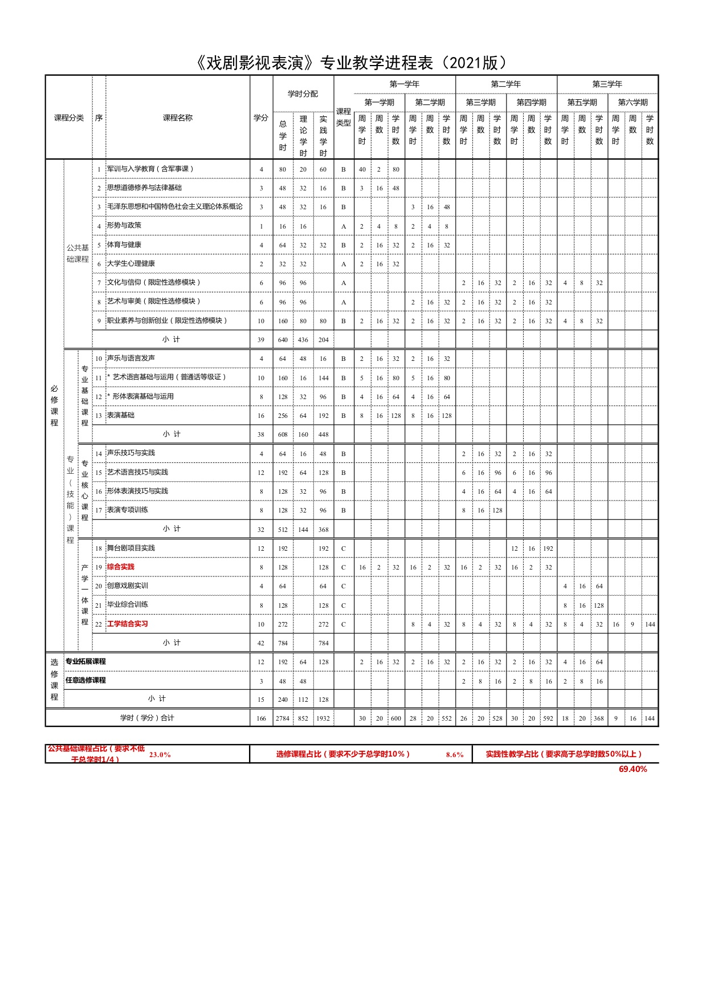 《戏剧影视表演》专业教学进程表（2021版）
课程分类 序 课程名称 学分 学时分配 课程类型 第一学年 第二学年 第三学年
第一学期 第二学期 第三学期 第四学期 第五学期 第六学期
总学时 理论学时 实践学时 周学时 周数 学时数 周学时 周数 学时数 周学时 周数 学时数 周学时 周数 学时数 周学时 周数 学时数 周学时 周数 学时数
必修课程
公共基础课程
1 军训与入学教育（含军事课） 4 80 20 60 B 40 2 80
2 思想道德修养与法律基础 3 48 32 16 B 3 16 48
3 毛泽东思想和中国特色社会主义理论体系概论 3 48 32 16 B 3 16 48
4 形势与政策 1 16 16 A 2 4 8 2 4 8
5 体育与健康 4 64 32 32 B 2 16 32 2 16 32
6 大学生心理健康 2 32 32 A 2 16 32
7 文化与信仰（限定性选修模块） 6 96 96 A 2 16 32 2 16 32 4 8 32
8 艺术与审美（限定性选修模块） 6 96 96 A 2 16 32 2 16 32 2 16 32
9 职业素养与创新创业（限定性选修模块） 10 160 80 80 B 2 16 32 2 16 32 2 16 32 2 16 32 4 8 32
小 计 39 640 436 204
专业（技能）课程
专业基础课程
10 声乐与语言发声 4 64 48 16 B 2 16 32 2 16 32
11 * 艺术语言基础与运用（普通话等级证） 10 160 16 144 B 5 16 80 5 16 80
12 * 形体表演基础与运用 8 128 32 96 B 4 16 64 4 16 64
13 表演基础 16 256 64 192 B 8 16 128 8 16 128
小 计 38 608 160 448
专业核心课程
14 声乐技巧与实践 4 64 16 48 B 2 16 32 2 16 32
15 艺术语言技巧与实践 12 192 64 128 B 6 16 96 6 16 96
16 形体表演技巧与实践 8 128 32 96 B 4 16 64 4 16 64
17 表演专项训练 8 128 32 96 B 8 16 128
小 计 32 512 144 368
产学一体课程
18 舞台剧项目实践 12 192 192 C 12 16 192
19 综合实践 8 128 128 C 16 2 32 16 2 32 16 2 32 16 2 32
20 创意戏剧实训 4 64 64 C 4 16 64
21 毕业综合训练 8 128 128 C 8 16 128
22 工学结合实习 10 272 272 C 8 4 32 8 4 32 8 4 32 8 4 32 16 9 144
小 计 42 784 784
选修课程
专业拓展课程 12 192 64 128 2 16 32 2 16 32 2 16 32 2 16 32 4 16 64
任意选修课程 3 48 48 2 8 16 2 8 16 2 8 16
小 计 15 240 112 128
学时（学分）合计 166 2784 852 1932 30 20 600 28 20 552 26 20 528 30 20 592 18 20 368 9 16 144
公共基础课程占比（要求不低于总学时1/4） 23.0% 选修课程占比（要求不少于总学时10%） 8.6% 实践性教学占比（要求高于总学时数50%以上）
69.40%